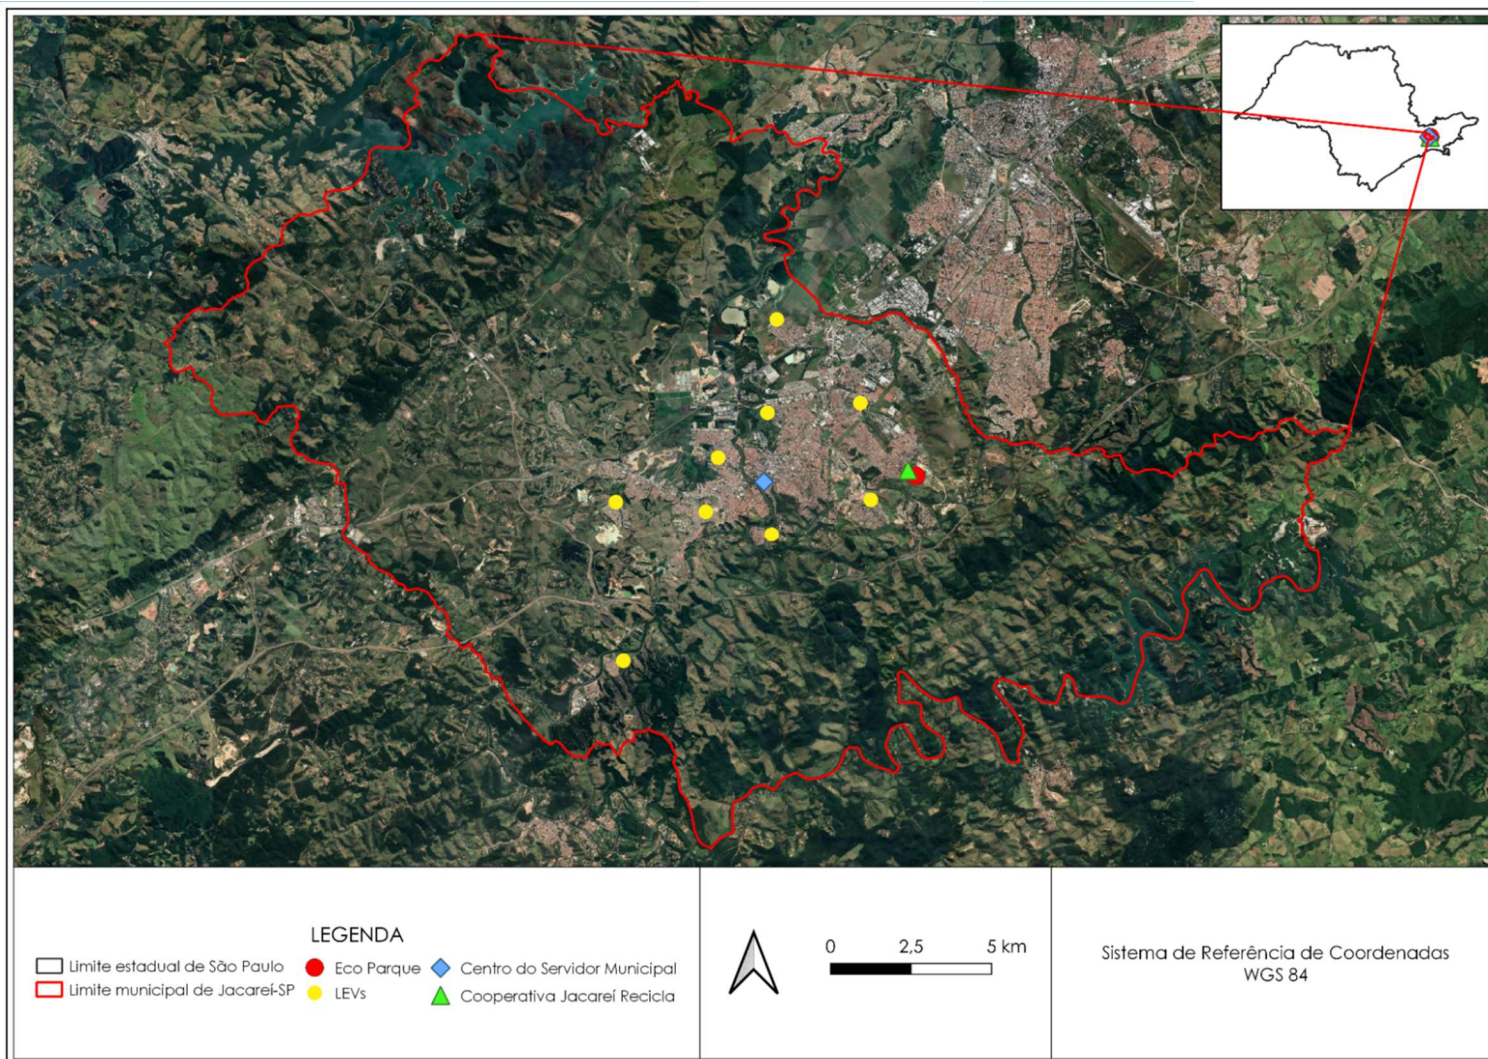 LEGENDA
Limite estadual de São Paulo
Limite municipal de Jacareí-SP
Eco Parque
LEVs
Centro do Servidor Municipal
Cooperativa Jacareí Recicla
0 2,5 5 km
Sistema de Referência de Coordenadas
WGS 84